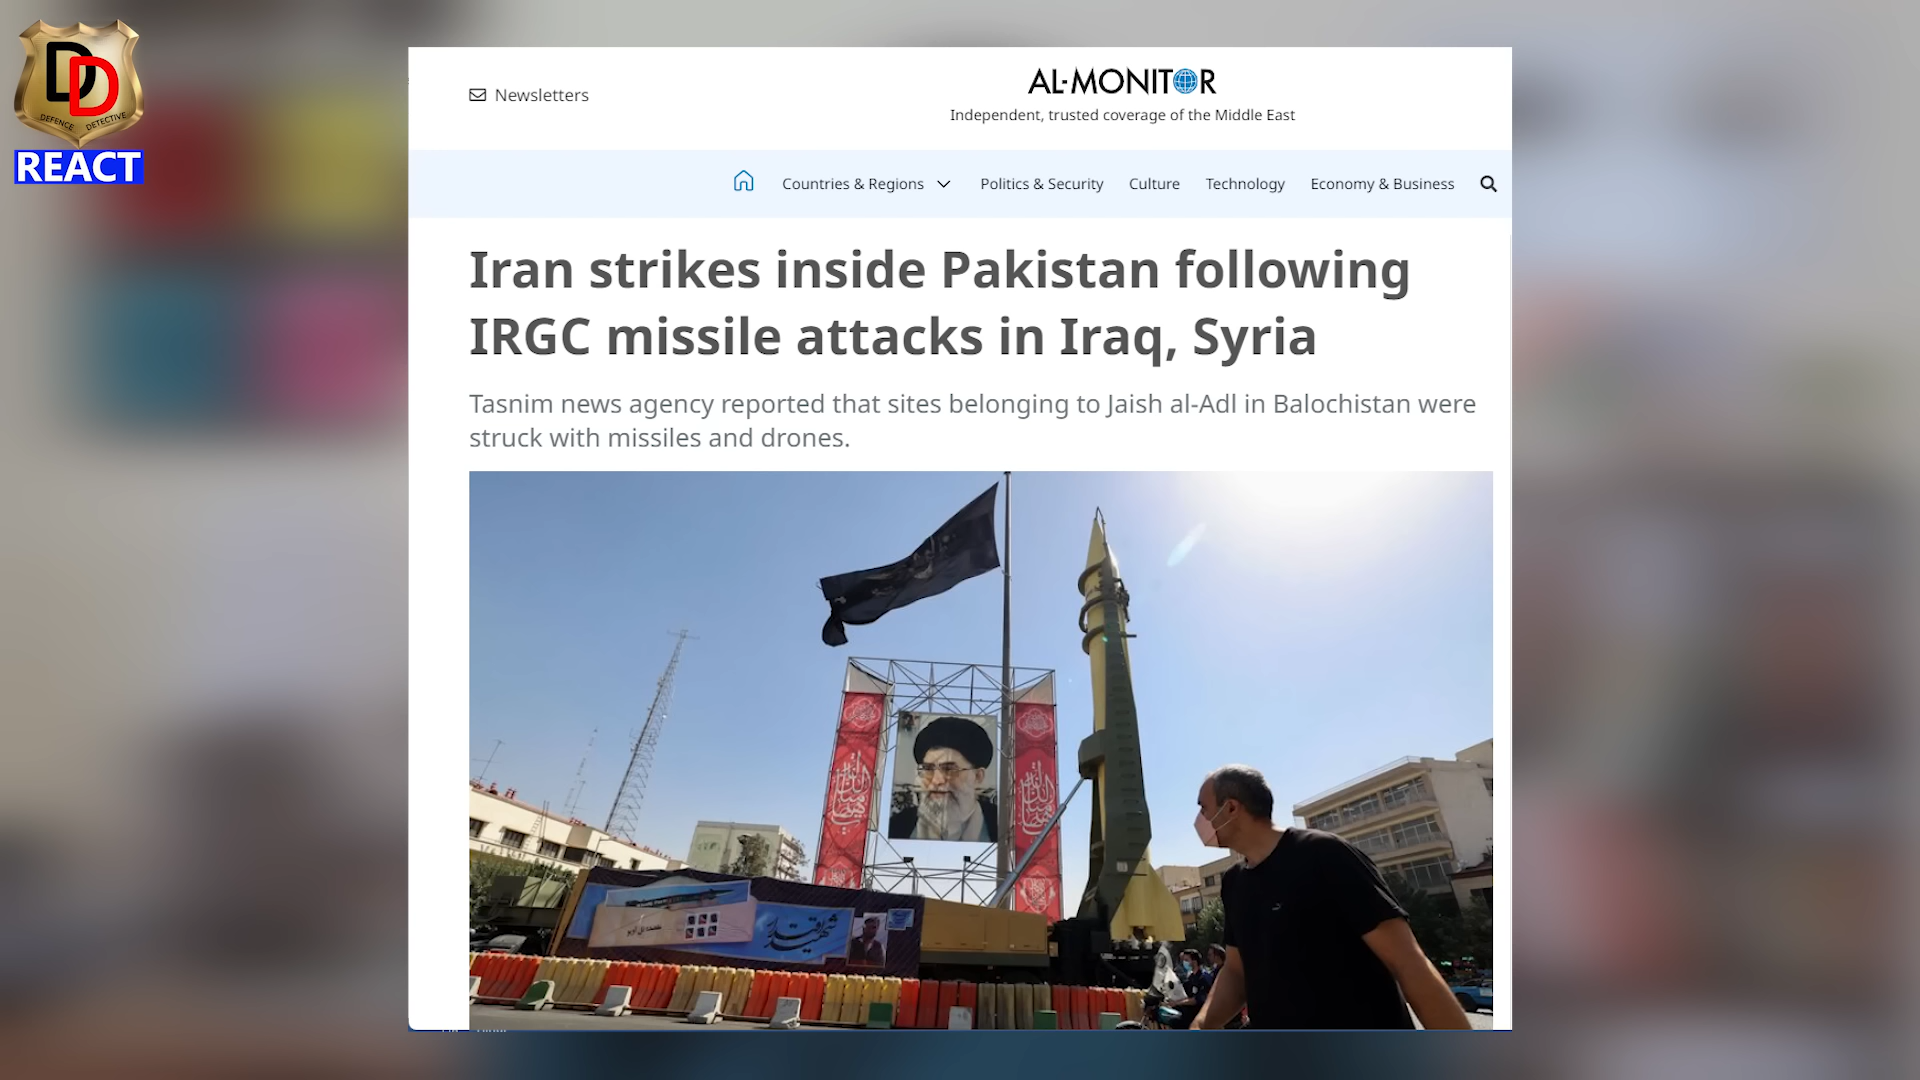 DD
DEFENCE DETECTIVE
REACT
Newsletters
AL-MONITOR
Independent, trusted coverage of the Middle East
Countries & Regions
Politics & Security
Culture
Technology
Economy & Business
Iran strikes inside Pakistan following
IRGC missile attacks in Iraq, Syria
Tasnim news agency reported that sites belonging to Jaish al-Adl in Balochistan were
struck with missiles and drones.